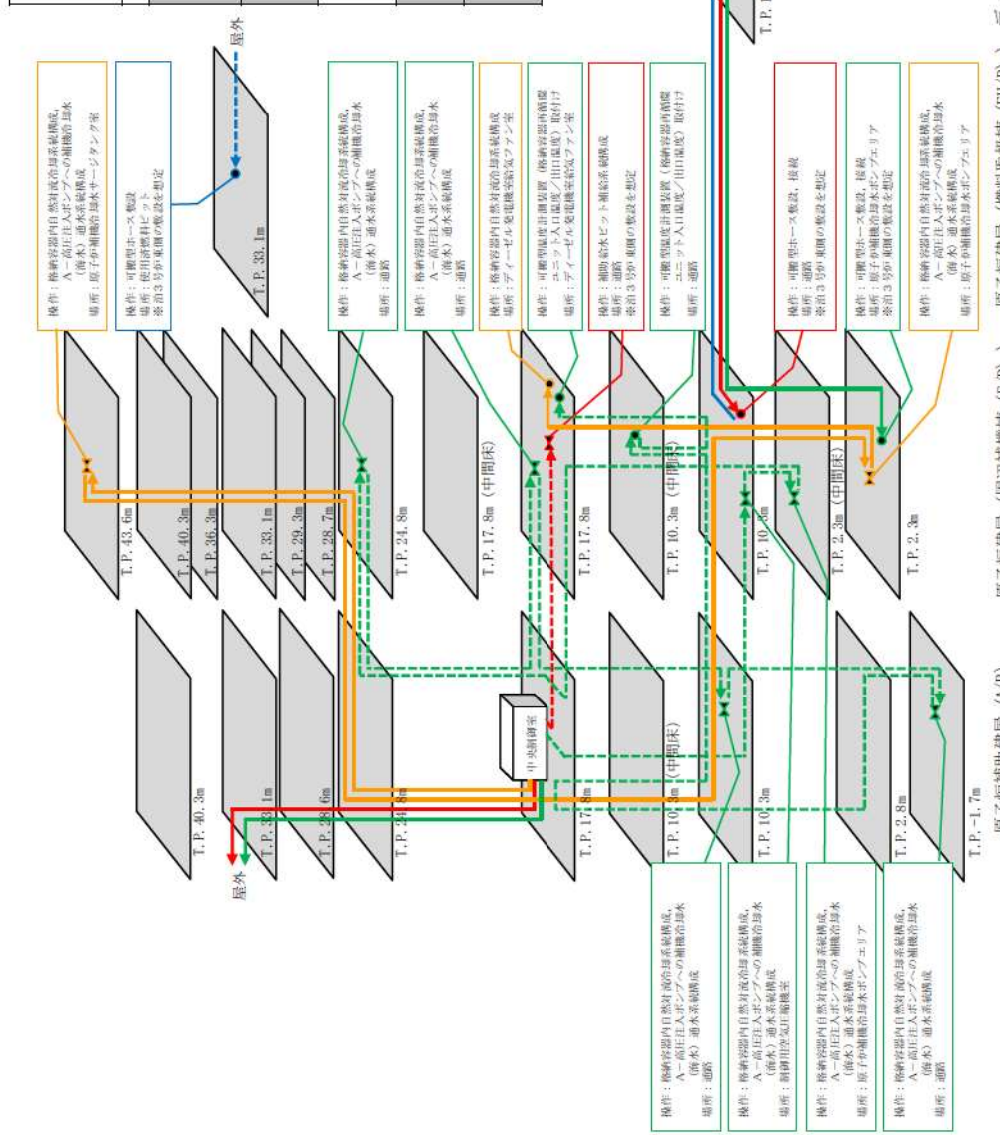 屋外
T.P. 33. 1m
T.P. 1
操作：格納容器内自然対流冷却系統構成，
A－高圧注入ポンプへの補機冷却水
（海水）通水系統構成
場所：原子炉補機冷却水サージタンク室
操作：可搬型ホース敷設
場所：使用済燃料ピット
※泊３号炉東側の敷設を想定
操作：格納容器内自然対流冷却系統構成，
A－高圧注入ポンプへの補機冷却水
（海水）通水系統構成
場所：通路
操作：格納容器内自然対流冷却系統構成，
A－高圧注入ポンプへの補機冷却水
（海水）通水系統構成
場所：通路
操作：格納容器内自然対流冷却系統構成
場所：ディーゼル発電機室給気ファン室
操作：可搬型温度計測装置（格納容器再循環
ユニット入口温度／出口温度）取付け
場所：ディーゼル発電機室給気ファン室
操作：補助給水ピット補給系統構成
場所：通路
※泊３号炉東側の敷設を想定
操作：可搬型温度計測装置（格納容器再循環
ユニット入口温度／出口温度）取付け
場所：通路
操作：可搬型ホース敷設，接続
場所：通路
※泊３号炉東側の敷設を想定
操作：可搬型ホース敷設，接続
場所：原子炉補機冷却水ポンプエリア
※泊３号炉東側の敷設を想定
操作：格納容器内自然対流冷却系統構成，
A－高圧注入ポンプへの補機冷却水
（海水）通水系統構成
場所：原子炉補機冷却水ポンプエリア
T.P. 43. 6m
T.P. 40. 3m
T.P. 36. 3m
T.P. 33. 1m
T.P. 29. 3m
T.P. 28. 7m
T.P. 24. 8m
T.P. 17. 8m（中間床）
T.P. 17. 8m
T.P. 10. 3m（中間床）
T.P. 10. 3m
T.P. 2. 3m（中間床）
T.P. 2. 3m
T.P. 40. 3m
T.P. 33. 1m
T.P. 28. 6m
T.P. 24. 8m
中央制御室
T.P. 17. 8m
T.P. 10. 3m（中間床）
T.P. 10. 3m
T.P. 2. 8m
T.P. -1. 7m
屋外
操作：格納容器内自然対流冷却系統構成，
A－高圧注入ポンプへの補機冷却水
（海水）通水系統構成
場所：通路
操作：格納容器内自然対流冷却系統構成，
A－高圧注入ポンプへの補機冷却水
（海水）通水系統構成
場所：制御用空気圧縮機室
操作：格納容器内自然対流冷却系統構成，
A－高圧注入ポンプへの補機冷却水
（海水）通水系統構成
場所：原子炉補機冷却水ポンプエリア
操作：格納容器内自然対流冷却系統構成，
A－高圧注入ポンプへの補機冷却水
（海水）通水系統構成
場所：通路
原子炉補助建屋（A/B）